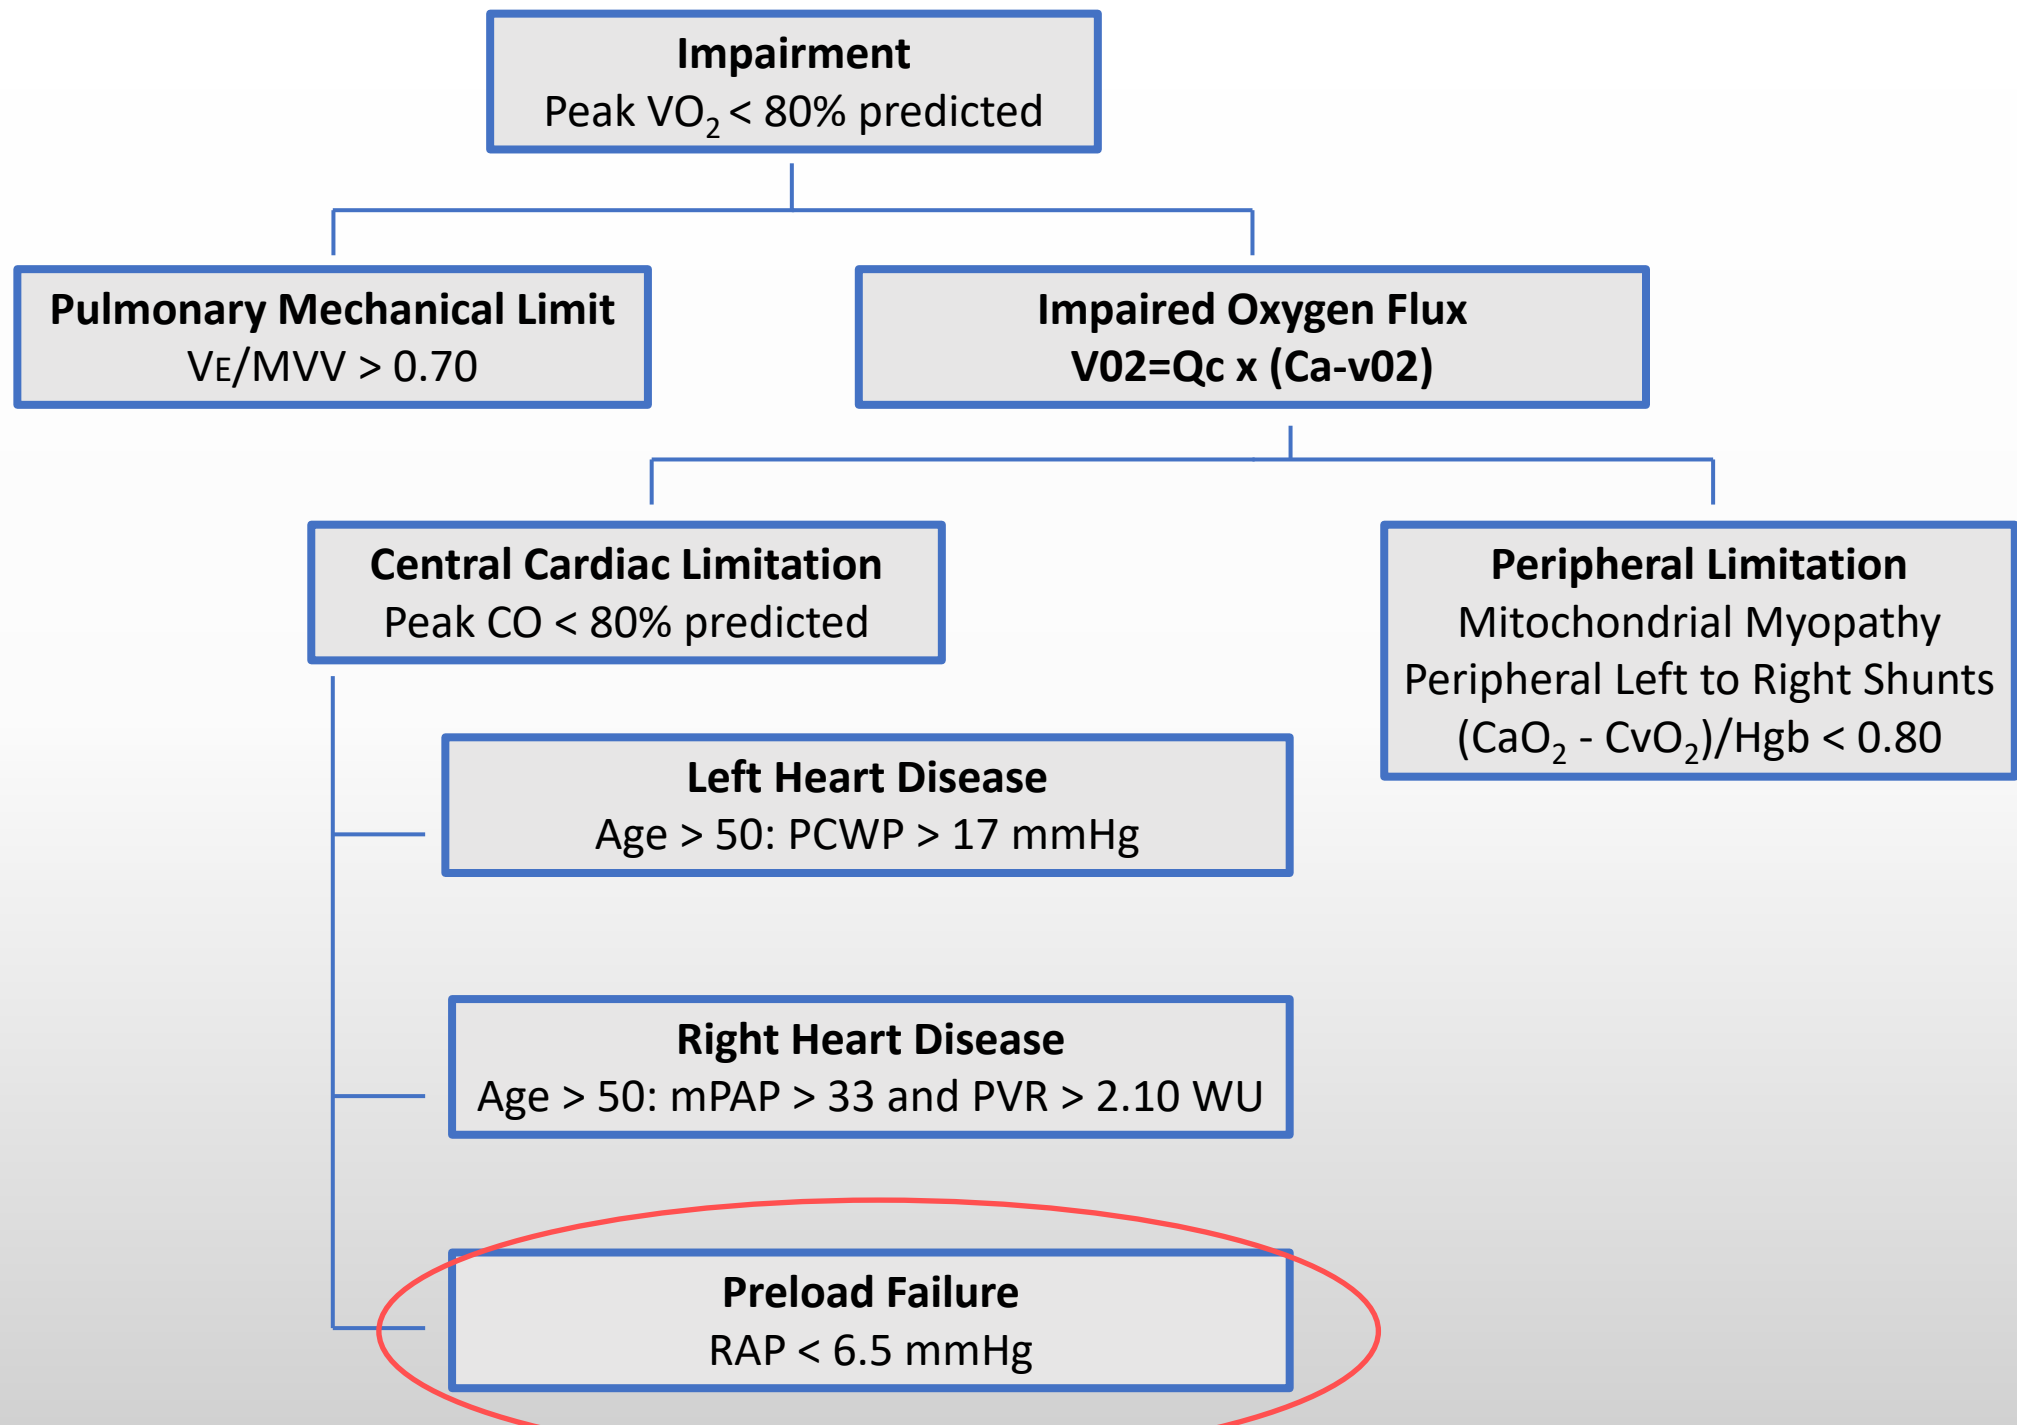 Impairment
Peak VO₂ < 80% predicted
Pulmonary Mechanical Limit
VE/MVV > 0.70
Impaired Oxygen Flux
V02=Qc x (Ca-v02)
Central Cardiac Limitation
Peak CO < 80% predicted
Peripheral Limitation
Mitochondrial Myopathy
Peripheral Left to Right Shunts
(CaO₂ - CvO₂)/Hgb < 0.80
Left Heart Disease
Age > 50: PCWP > 17 mmHg
Right Heart Disease
Age > 50: mPAP > 33 and PVR > 2.10 WU
Preload Failure
RAP < 6.5 mmHg